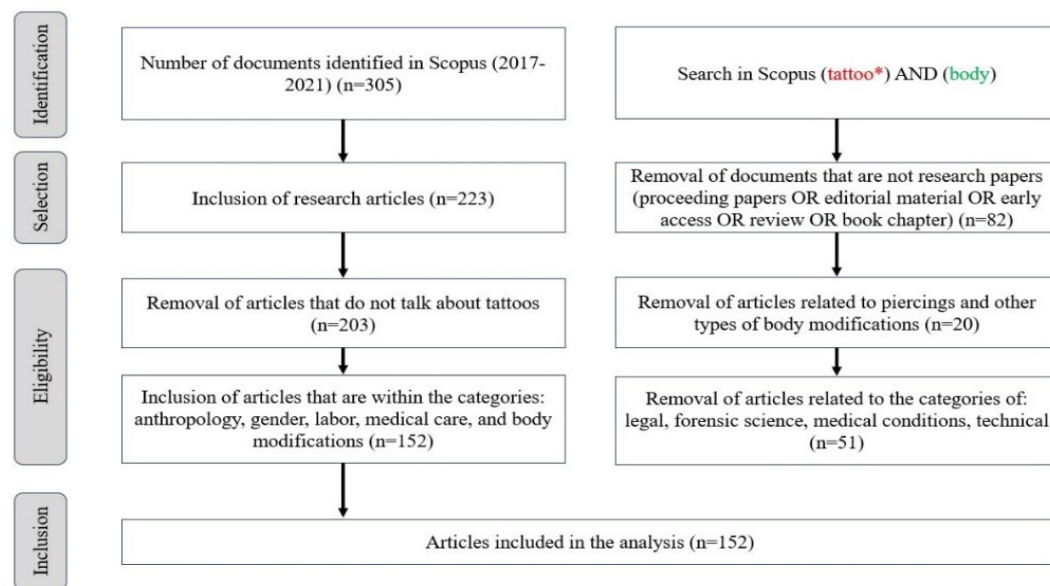 Identification
Number of documents identified in Scopus (2017-
2021) (n=305)
Search in Scopus (tattoo*) AND (body)
Selection
Inclusion of research articles (n=223)
Removal of documents that are not research papers
(proceeding papers OR editorial material OR early
access OR review OR book chapter) (n=82)
Eligibility
Removal of articles that do not talk about tattoos
(n=203)
Removal of articles related to piercings and other
types of body modifications (n=20)
Inclusion of articles that are within the categories:
anthropology, gender, labor, medical care, and body
modifications (n=152)
Removal of articles related to the categories of:
legal, forensic science, medical conditions, technical
(n=51)
Inclusion
Articles included in the analysis (n=152)